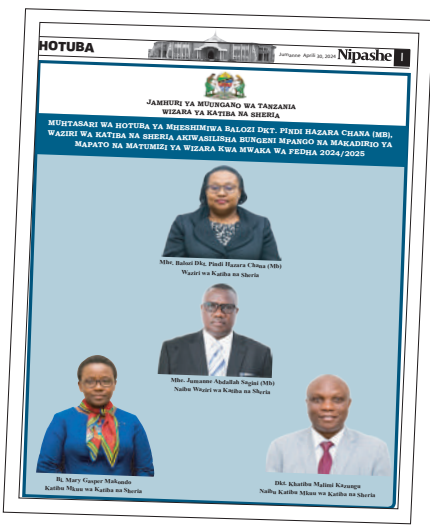 HOTUBA
Jumanne April 30, 2024 Nipashe 1
JAMHURI YA MUUNGANO WA TANZANIA
WIZARA YA KATIBA NA SHERIA
MUHTASARI WA HOTUBA YA MHESHIMIWA BALOZI DKT. PINDI HAZARA CHANA (MB),
WAZIRI WA KATIBA NA SHERIA AKIWASILISHA BUNGENI MPANGO NA MAKADIRIO YA
MAPATO NA MATUMIZI YA WIZARA KWA MWAKA WA FEDHA 2024/2025
Mhe. Balozi Dkt. Pindi Hazara Chana (Mb)
Waziri wa Katiba na Sheria
Mhe. Jumanne Abdallah Sagini (Mb)
Naibu Waziri wa Katiba na Sheria
Bi. Mary Gasper Makondo
Katibu Mkuu wa Katiba na Sheria
Dkt. Khatibu Malimi Kazungu
Naibu Katibu Mkuu wa Katiba na Sheria